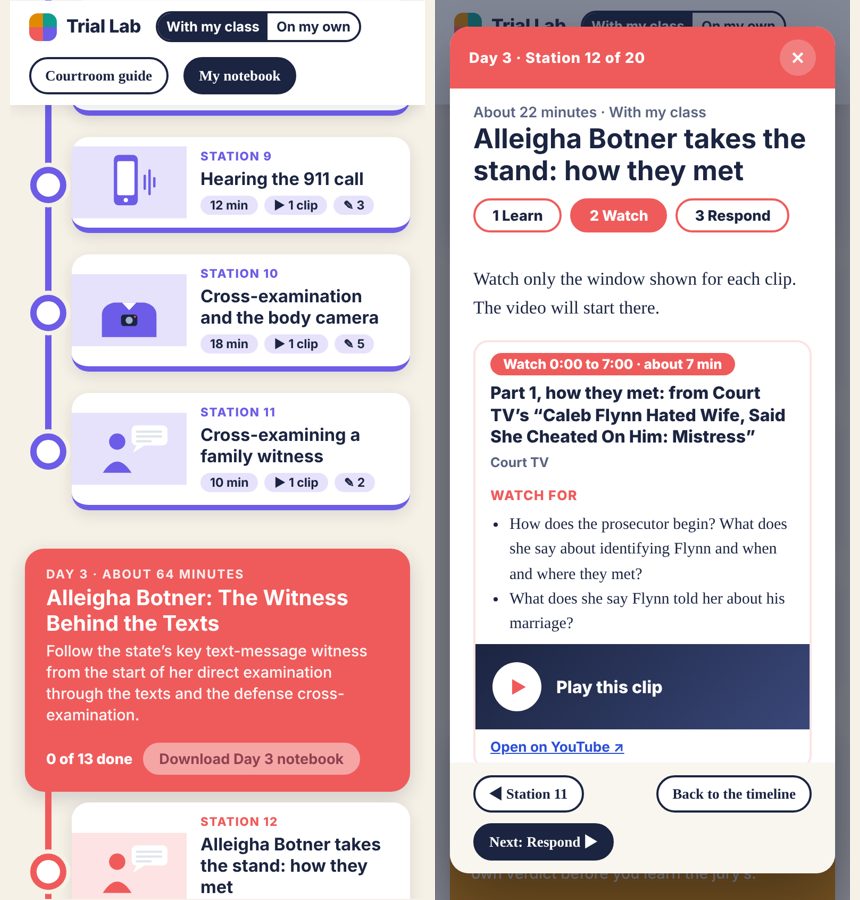 Trial Lab
With my class
On my own
Courtroom guide
My notebook
STATION 9
Hearing the 911 call
12 min
▶ 1 clip
✎ 3
STATION 10
Cross-examination
and the body camera
18 min
▶ 1 clip
✎ 5
STATION 11
Cross-examining a
family witness
10 min
▶ 1 clip
✎ 2
DAY 3 · ABOUT 64 MINUTES
Alleigha Botner: The Witness
Behind the Texts
Follow the state’s key text-message witness
from the start of her direct examination
through the texts and the defense cross-
examination.
0 of 13 done
Download Day 3 notebook
STATION 12
Alleigha Botner takes
the stand: how they
met
Day 3 · Station 12 of 20
×
About 22 minutes · With my class
Alleigha Botner takes the
stand: how they met
1 Learn
2 Watch
3 Respond
Watch only the window shown for each clip.
The video will start there.
Watch 0:00 to 7:00 · about 7 min
Part 1, how they met: from Court
TV’s “Caleb Flynn Hated Wife, Said
She Cheated On Him: Mistress”
Court TV
WATCH FOR
• How does the prosecutor begin? What does
she say about identifying Flynn and when
and where they met?
• What does she say Flynn told her about his
marriage?
Play this clip
Open on YouTube ↗
◀ Station 11
Back to the timeline
Next: Respond ▶
own verdict before you learn the jury’s.